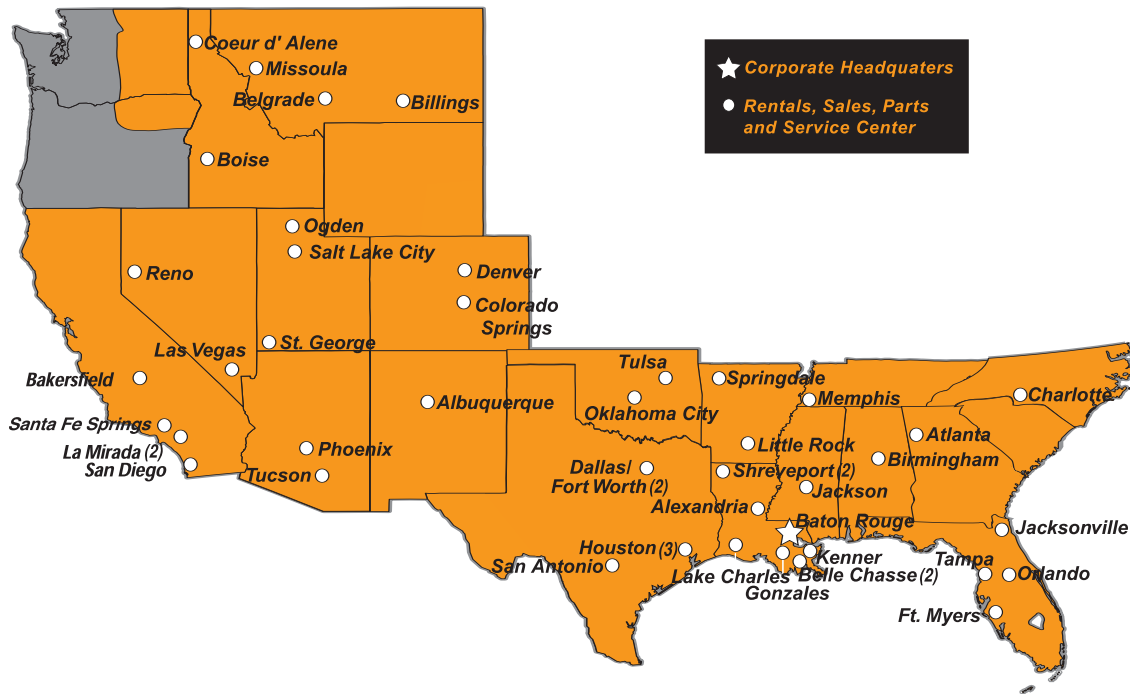 Coeur d' Alene
Missoula
Belgrade
Billings
Corporate Headquaters
Rentals, Sales, Parts
and Service Center
Boise
Ogden
Salt Lake City
Reno
Denver
Colorado
Springs
St. George
Las Vegas
Bakersfield
Santa Fe Springs
La Mirada (2)
San Diego
Phoenix
Tucson
Albuquerque
Tulsa
Oklahoma City
Springdale
Memphis
Charlotte
Little Rock
Atlanta
Birmingham
Dallas/
Fort Worth (2)
Shreveport (2)
Jackson
Alexandria
Baton Rouge
Jacksonville
Houston (3)
San Antonio
Lake Charles
Kenner
Belle Chasse (2)
Gonzales
Tampa
Orlando
Ft. Myers